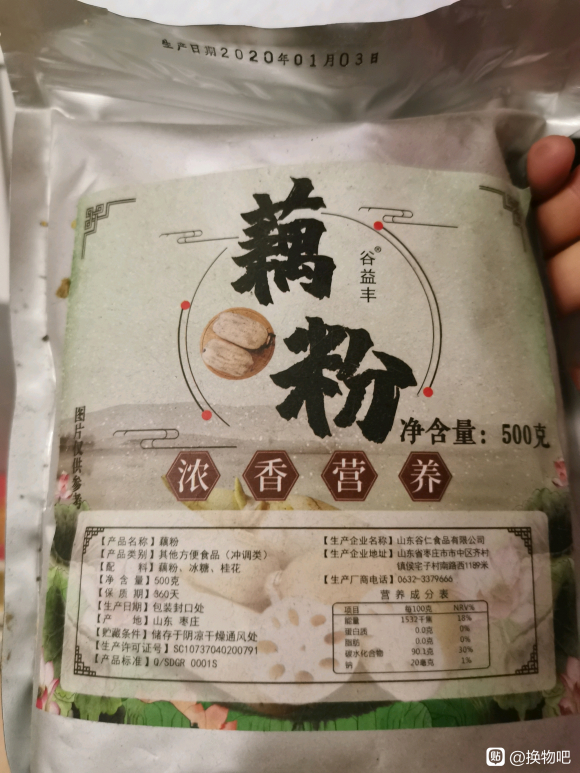 生产日期2020年01月03日
藕粉
谷益丰®
净含量：500克
图片仅供参考
浓香营养
【产品名称】藕粉
【产品类别】其他方便食品（冲调类）
【配　　料】藕粉、冰糖、桂花
【净 含 量】500克
【保 质 期】860天
【生产日期】包装封口处
【产　　地】山东 枣庄
【贮藏条件】储存于阴凉干燥通风处
【生产许可证号】SC10737040200791
【产品标准】Q/SDGR 0001S
【生产企业名称】山东谷仁食品有限公司
【生产企业地址】山东省枣庄市市中区齐村
镇侯宅子村南路西1189米
【生产厂商电话】0632-3379666
营养成分表
项目 每100克 NRV%
能量 1532千焦 18%
蛋白质 0.0克 0%
脂肪 0.0克 0%
碳水化合物 90.1克 30%
钠 20毫克 1%
贴 @换物吧